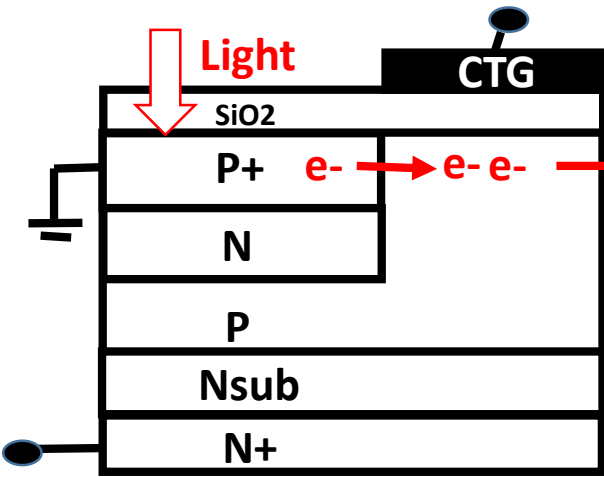 Light
CTG
SiO2
P+ e- e- e-
N
P
Nsub
N+